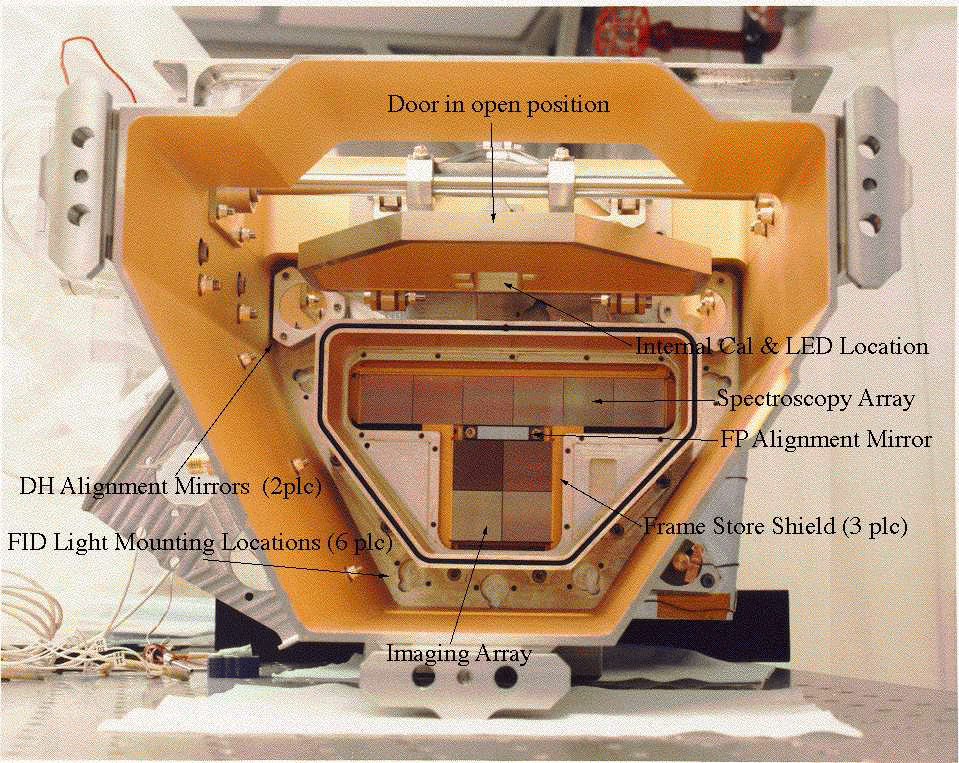 Door in open position
Internal Cal & LED Location
Spectroscopy Array
FP Alignment Mirror
DH Alignment Mirrors (2plc)
Frame Store Shield (3 plc)
FID Light Mounting Locations (6 plc)
Imaging Array